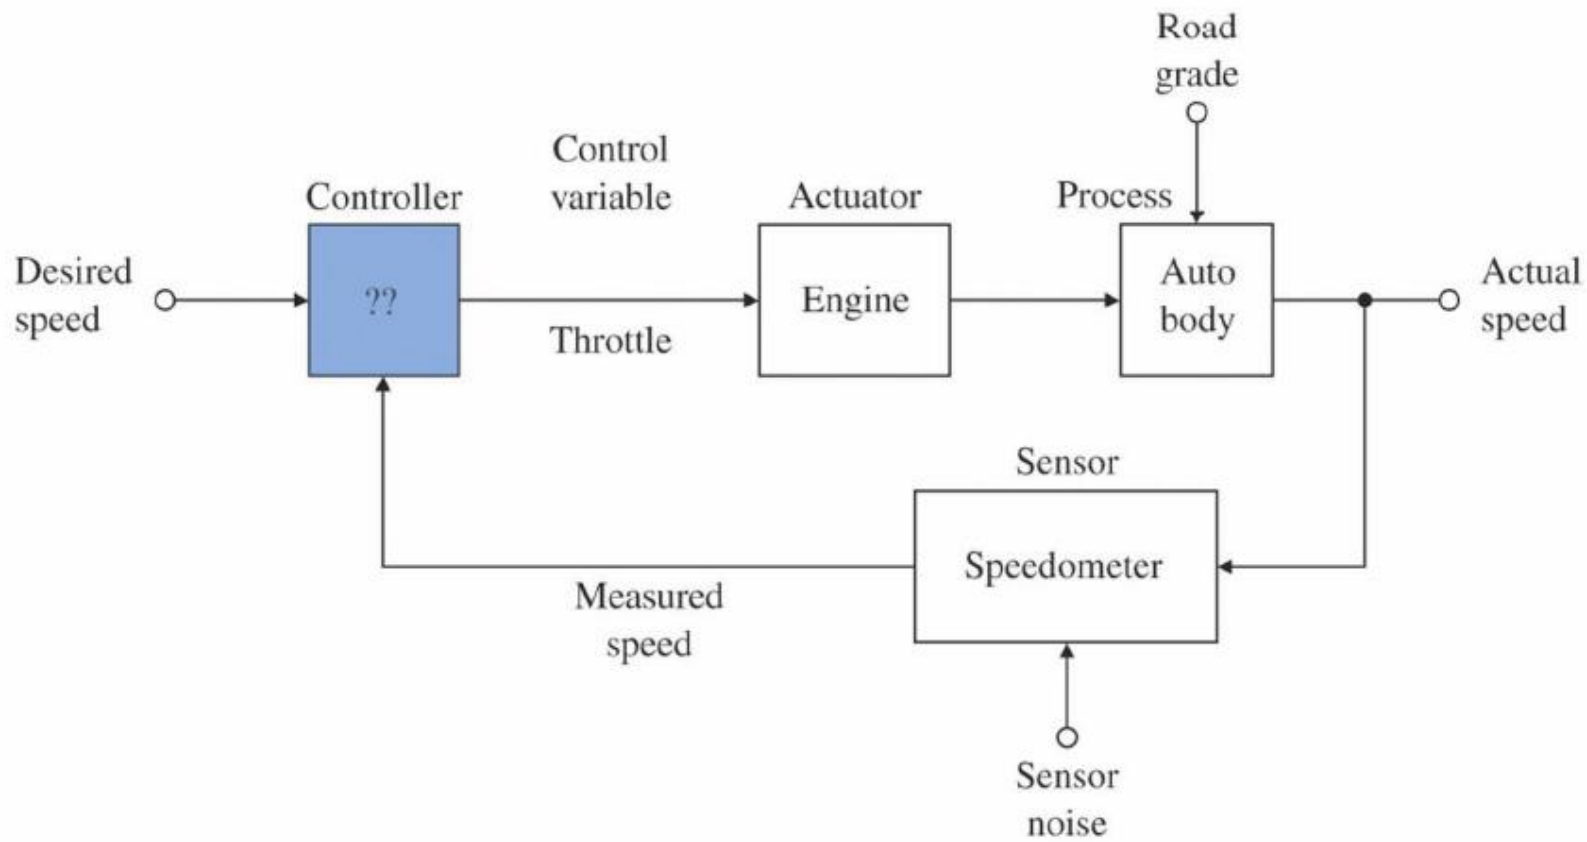 Road
grade
Control
variable
Controller
Actuator
Process
Desired
speed
??
Throttle
Engine
Auto
body
Actual
speed
Sensor
Speedometer
Measured
speed
Sensor
noise